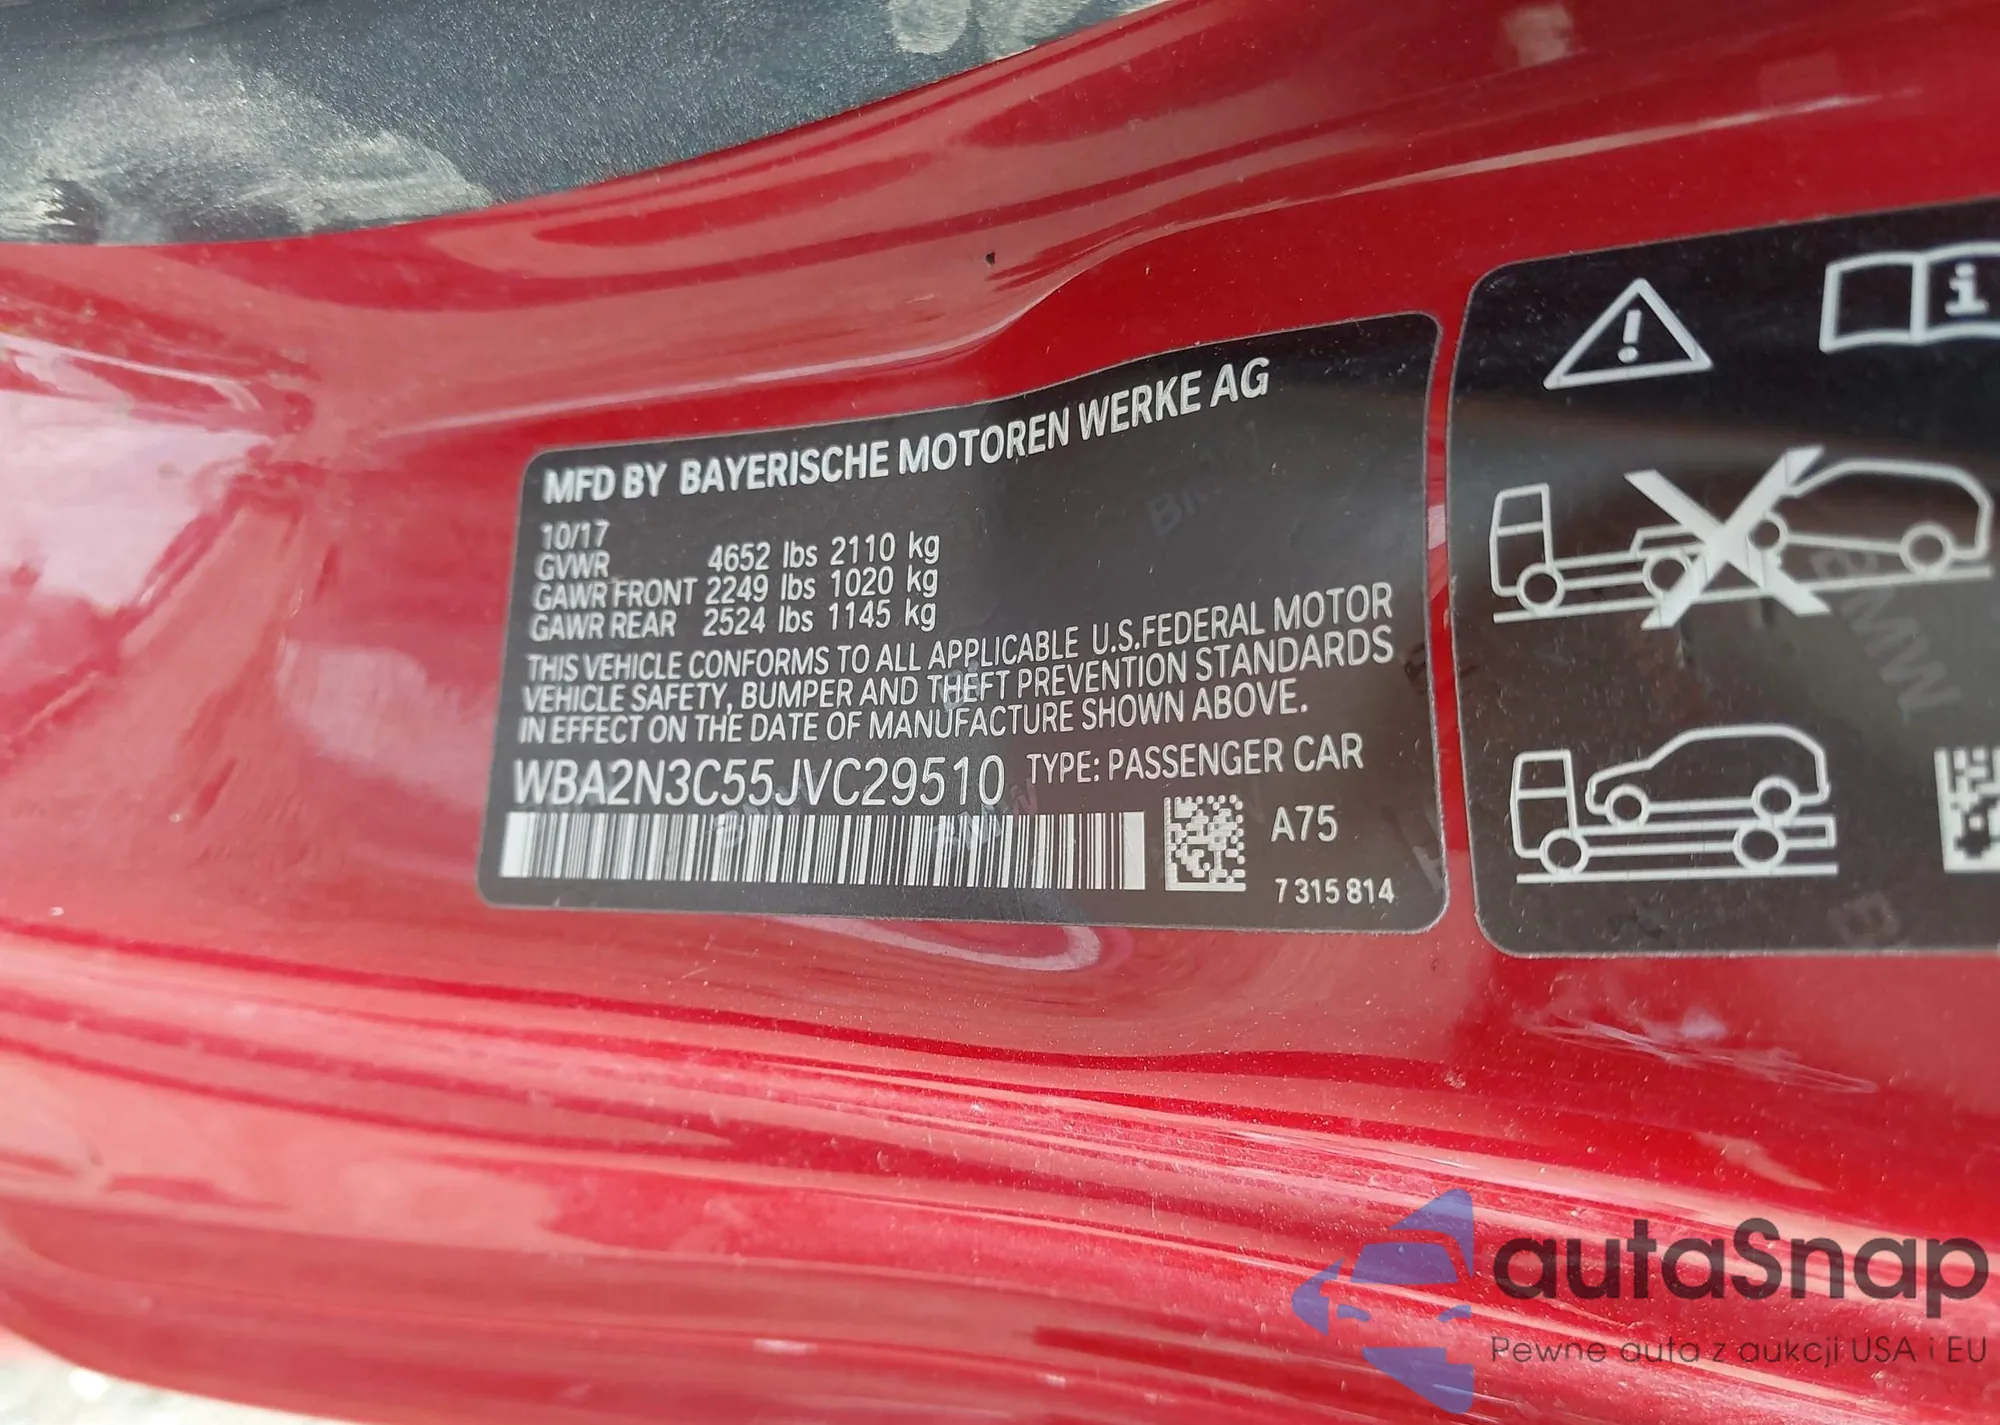 MFD BY BAYERISCHE MOTOREN WERKE AG
10/17
GVWR 4652 lbs 2110 kg
GAWR FRONT 2249 lbs 1020 kg
GAWR REAR 2524 lbs 1145 kg
THIS VEHICLE CONFORMS TO ALL APPLICABLE U.S.FEDERAL MOTOR
VEHICLE SAFETY, BUMPER AND THEFT PREVENTION STANDARDS
IN EFFECT ON THE DATE OF MANUFACTURE SHOWN ABOVE.
WBA2N3C55JVC29510 TYPE: PASSENGER CAR
A75
7 315 814
i
BMW
autaSnap
Pewne auta z aukcji USA i EU